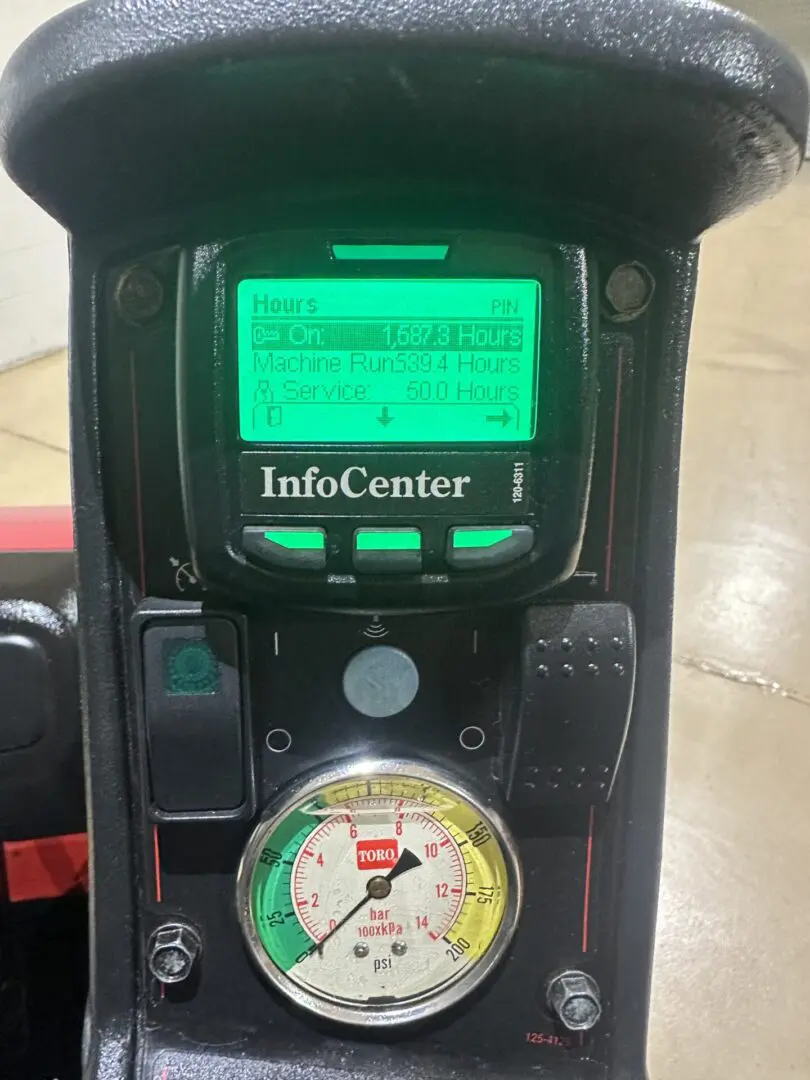 Hours PIN
On: 1,687.3 Hours
Machine Run539.4 Hours
Service: 50.0 Hours
InfoCenter
120-6311
TORO
0 2 4 6 8 10 12 14
bar
100xkPa
psi
0 25 50 150 175 200